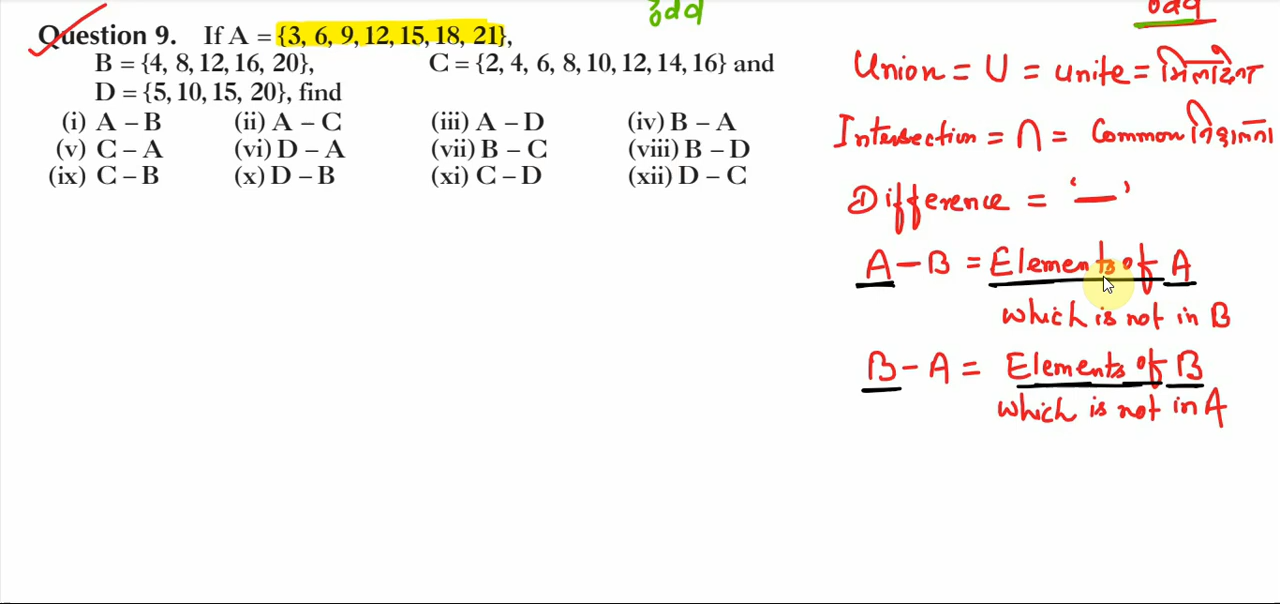 odd
odd
Question 9. If A = {3, 6, 9, 12, 15, 18, 21},
B = {4, 8, 12, 16, 20}, C = {2, 4, 6, 8, 10, 12, 14, 16} and
D = {5, 10, 15, 20}, find
(i) A – B (ii) A – C (iii) A – D (iv) B – A
(v) C – A (vi) D – A (vii) B – C (viii) B – D
(ix) C – B (x) D – B (xi) C – D (xii) D – C
Union = U = unite =
Intersection = ∩ = Common
Difference = ‘—’
A – B = Elements of A
which is not in B
B – A = Elements of B
which is not in A